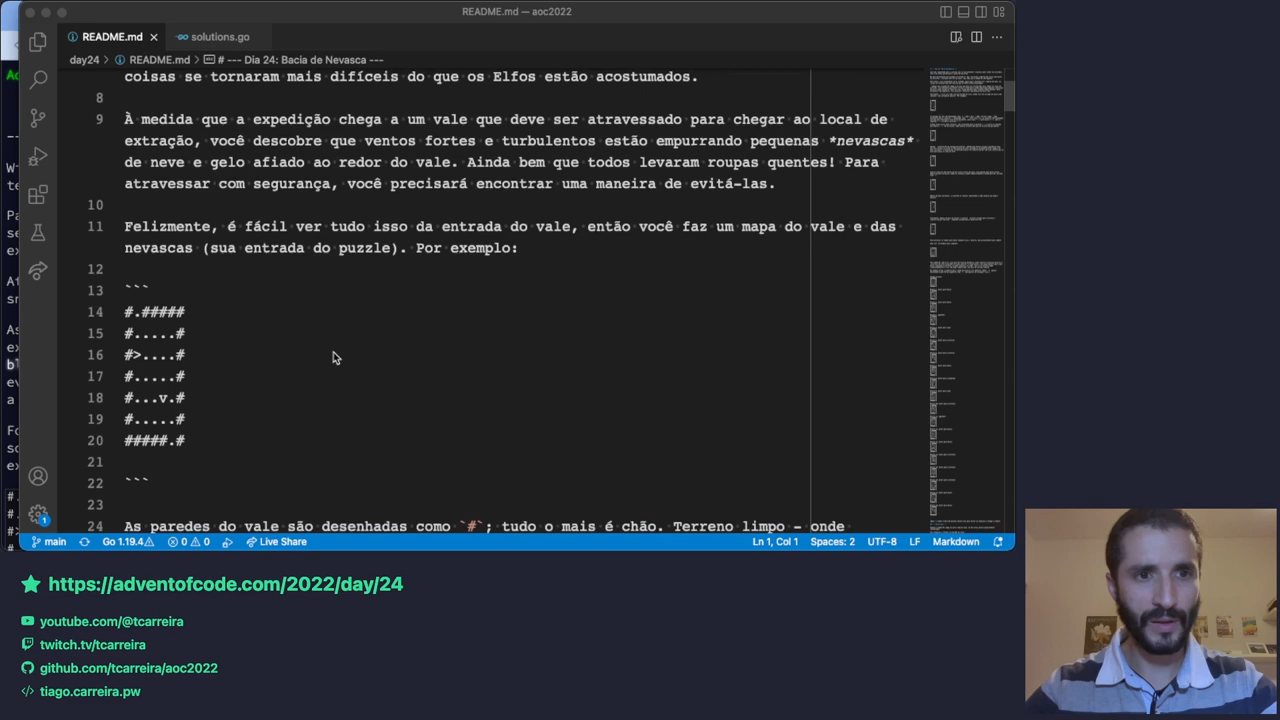 README.md — aoc2022
README.md
solutions.go
day24 > README.md > # --- Dia 24: Bacia de Nevasca ---
coisas se tornaram mais difíceis do que os Elfos estão acostumados.
8
9 À medida que a expedição chega a um vale que deve ser atravessado para chegar ao local de
extração, você descobre que ventos fortes e turbulentos estão empurrando pequenas *nevascas*
de neve e gelo afiado ao redor do vale. Ainda bem que todos levaram roupas quentes! Para
atravessar com segurança, você precisará encontrar uma maneira de evitá-las.
10
11 Felizmente, é fácil ver tudo isso da entrada do vale, então você faz um mapa do vale e das
nevascas (sua entrada do puzzle). Por exemplo:
12
13 ```
14 #.#####
15 #.....#
16 #>....#
17 #.....#
18 #...v.#
19 #.....#
20 #####.#
21
22 ```
23
24 As paredes do vale são desenhadas como `#`; tudo o mais é chão. Terreno limpo - onde
1
main Go 1.19.4 0 0 Live Share Ln 1, Col 1 Spaces: 2 UTF-8 LF Markdown
https://adventofcode.com/2022/day/24
youtube.com/@tcarreira
twitch.tv/tcarreira
github.com/tcarreira/aoc2022
</> tiago.carreira.pw